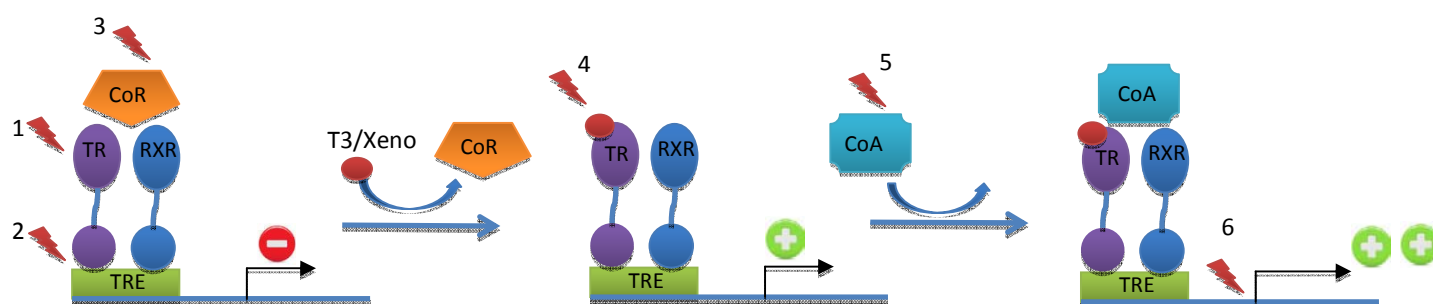 3
CoR
1
TR RXR
2
TRE
T3/Xeno
CoR
4
TR RXR
TRE
5
CoA
CoA
TR RXR
6
TRE